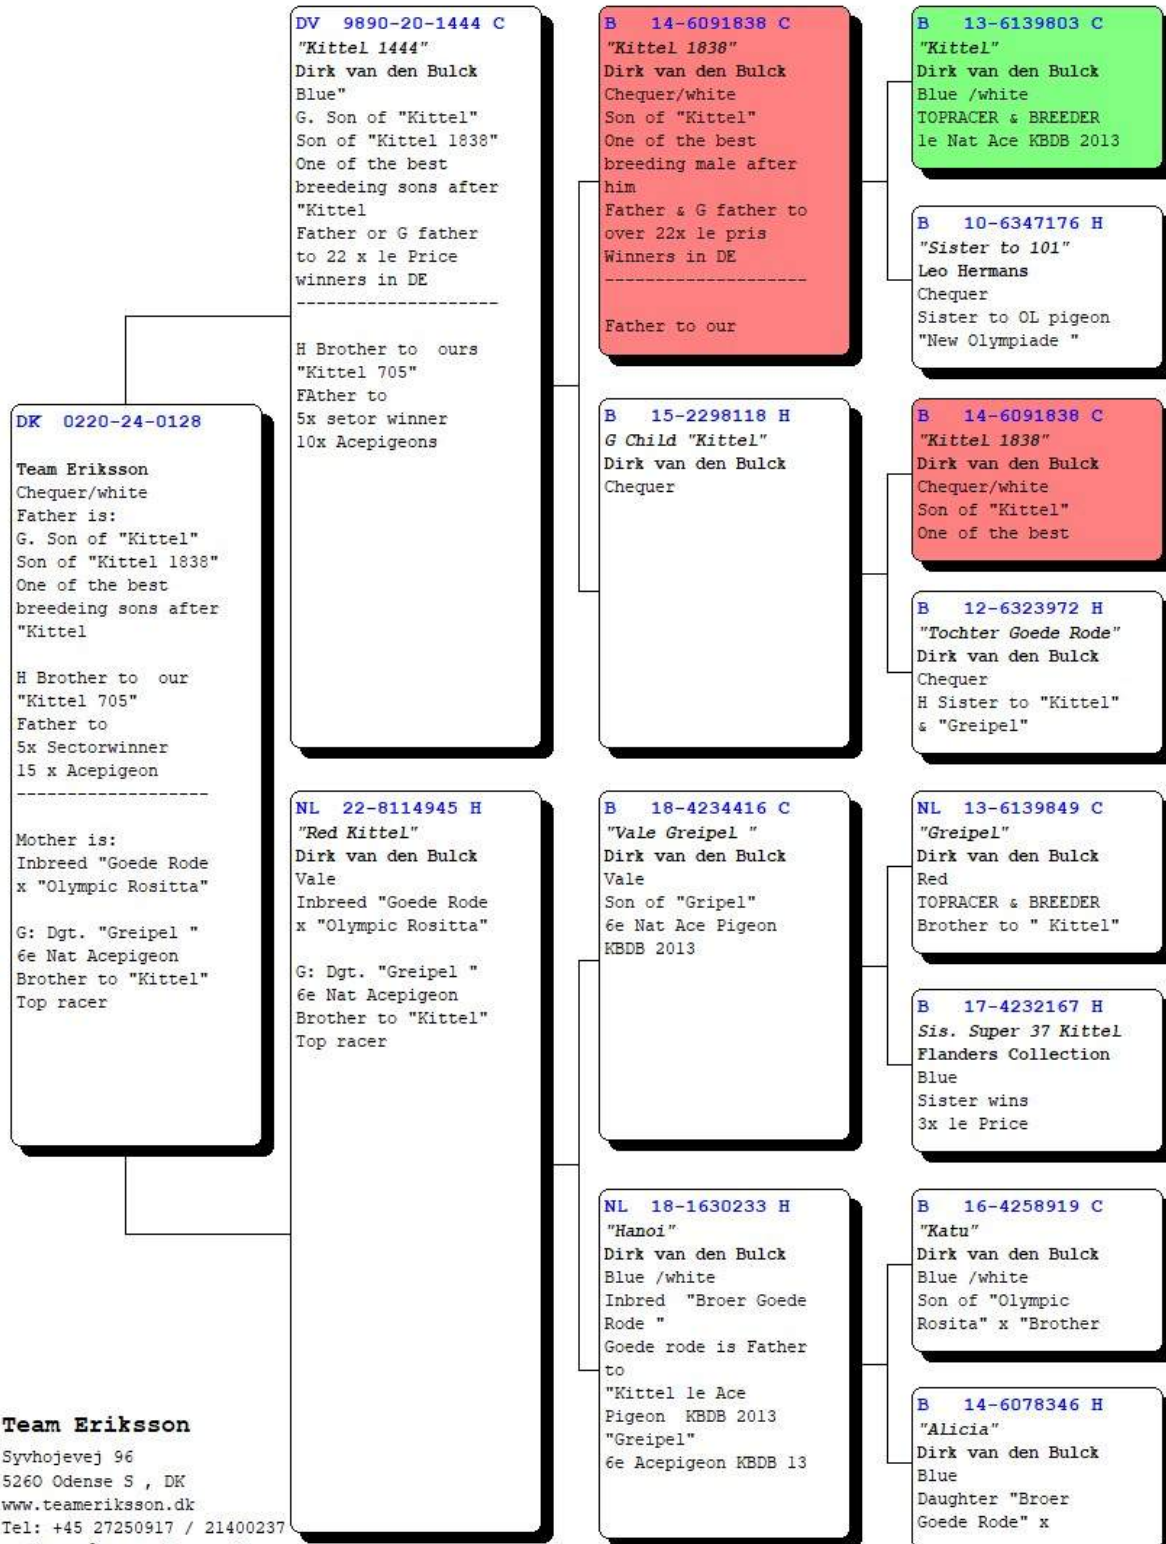 DK 0220-24-0128
Team Eriksson
Chequer/white
Father is:
G. Son of "Kittel"
Son of "Kittel 1838"
One of the best
breedeing sons after
"Kittel
H Brother to our
"Kittel 705"
Father to
5x Sectorwinner
15 x Acepigeon
-------------------
Mother is:
Inbreed "Goede Rode
x "Olympic Rositta"
G: Dgt. "Greipel "
6e Nat Acepigeon
Brother to "Kittel"
Top racer
DV 9890-20-1444 C
"Kittel 1444"
Dirk van den Bulck
Blue"
G. Son of "Kittel"
Son of "Kittel 1838"
One of the best
breedeing sons after
"Kittel
Father or G father
to 22 x 1e Price
winners in DE
--------------------
H Brother to ours
"Kittel 705"
FAther to
5x setor winner
10x Acepigeons
NL 22-8114945 H
"Red Kittel"
Dirk van den Bulck
Vale
Inbreed "Goede Rode
x "Olympic Rositta"
G: Dgt. "Greipel "
6e Nat Acepigeon
Brother to "Kittel"
Top racer
B 14-6091838 C
"Kittel 1838"
Dirk van den Bulck
Chequer/white
Son of "Kittel"
One of the best
breeding male after
him
Father & G father to
over 22x 1e pris
Winners in DE
--------------------
Father to our
B 15-2298118 H
G Child "Kittel"
Dirk van den Bulck
Chequer
B 18-4234416 C
"Vale Greipel "
Dirk van den Bulck
Vale
Son of "Gripel"
6e Nat Ace Pigeon
KBDB 2013
NL 18-1630233 H
"Hanoi"
Dirk van den Bulck
Blue /white
Inbred "Broer Goede
Rode "
Goede rode is Father
to
"Kittel 1e Ace
Pigeon KBDB 2013
"Greipel"
6e Acepigeon KBDB 13
B 13-6139803 C
"Kittel"
Dirk van den Bulck
Blue /white
TOPRACER & BREEDER
1e Nat Ace KBDB 2013
B 10-6347176 H
"Sister to 101"
Leo Hermans
Chequer
Sister to OL pigeon
"New Olympiade "
B 14-6091838 C
"Kittel 1838"
Dirk van den Bulck
Chequer/white
Son of "Kittel"
One of the best
B 12-6323972 H
"Tochter Goede Rode"
Dirk van den Bulck
Chequer
H Sister to "Kittel"
& "Greipel"
NL 13-6139849 C
"Greipel"
Dirk van den Bulck
Red
TOPRACER & BREEDER
Brother to " Kittel"
B 17-4232167 H
Sis. Super 37 Kittel
Flanders Collection
Blue
Sister wins
3x 1e Price
B 16-4258919 C
"Katu"
Dirk van den Bulck
Blue /white
Son of "Olympic
Rosita" x "Brother
B 14-6078346 H
"Alicia"
Dirk van den Bulck
Blue
Daughter "Broer
Goede Rode" x
Team Eriksson
Syvhojevej 96
5260 Odense S , DK
www.teameriksson.dk
Tel: +45 27250917 / 21400237